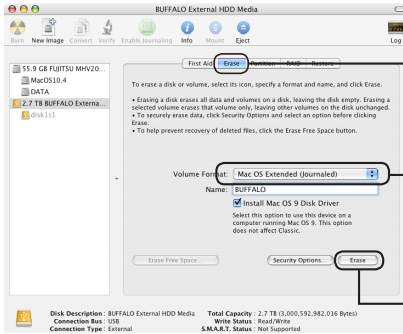 BUFFALO External HDD Media
Burn New Image Convert Verify Enable Journaling Info Mount Eject Log
55.9 GB FUJITSU MHV20...
MacOS10.4
DATA
2.7 TB BUFFALO Externa...
disk1s1
First Aid Erase Partition RAID Restore
To erase a disk or volume, select its icon, specify a format and name, and click Erase.
• Erasing a disk erases all data and volumes on a disk, leaving the disk empty. Erasing a
selected volume erases that volume only, leaving other volumes on the disk unchanged.
• To securely erase data, click Security Options and select an option before clicking
Erase.
• To help prevent recovery of deleted files, click the Erase Free Space button.
Volume Format: Mac OS Extended (Journaled)
Name: BUFFALO
Install Mac OS 9 Disk Driver
Select this option to use this device on a
computer running Mac OS 9. This option
does not affect Classic.
Erase Free Space... Security Options... Erase
Disk Description : BUFFALO External HDD Media Total Capacity : 2.7 TB (3,000,592,982,016 Bytes)
Connection Bus : USB Write Status : Read/Write
Connection Type : External S.M.A.R.T. Status : Not Supported